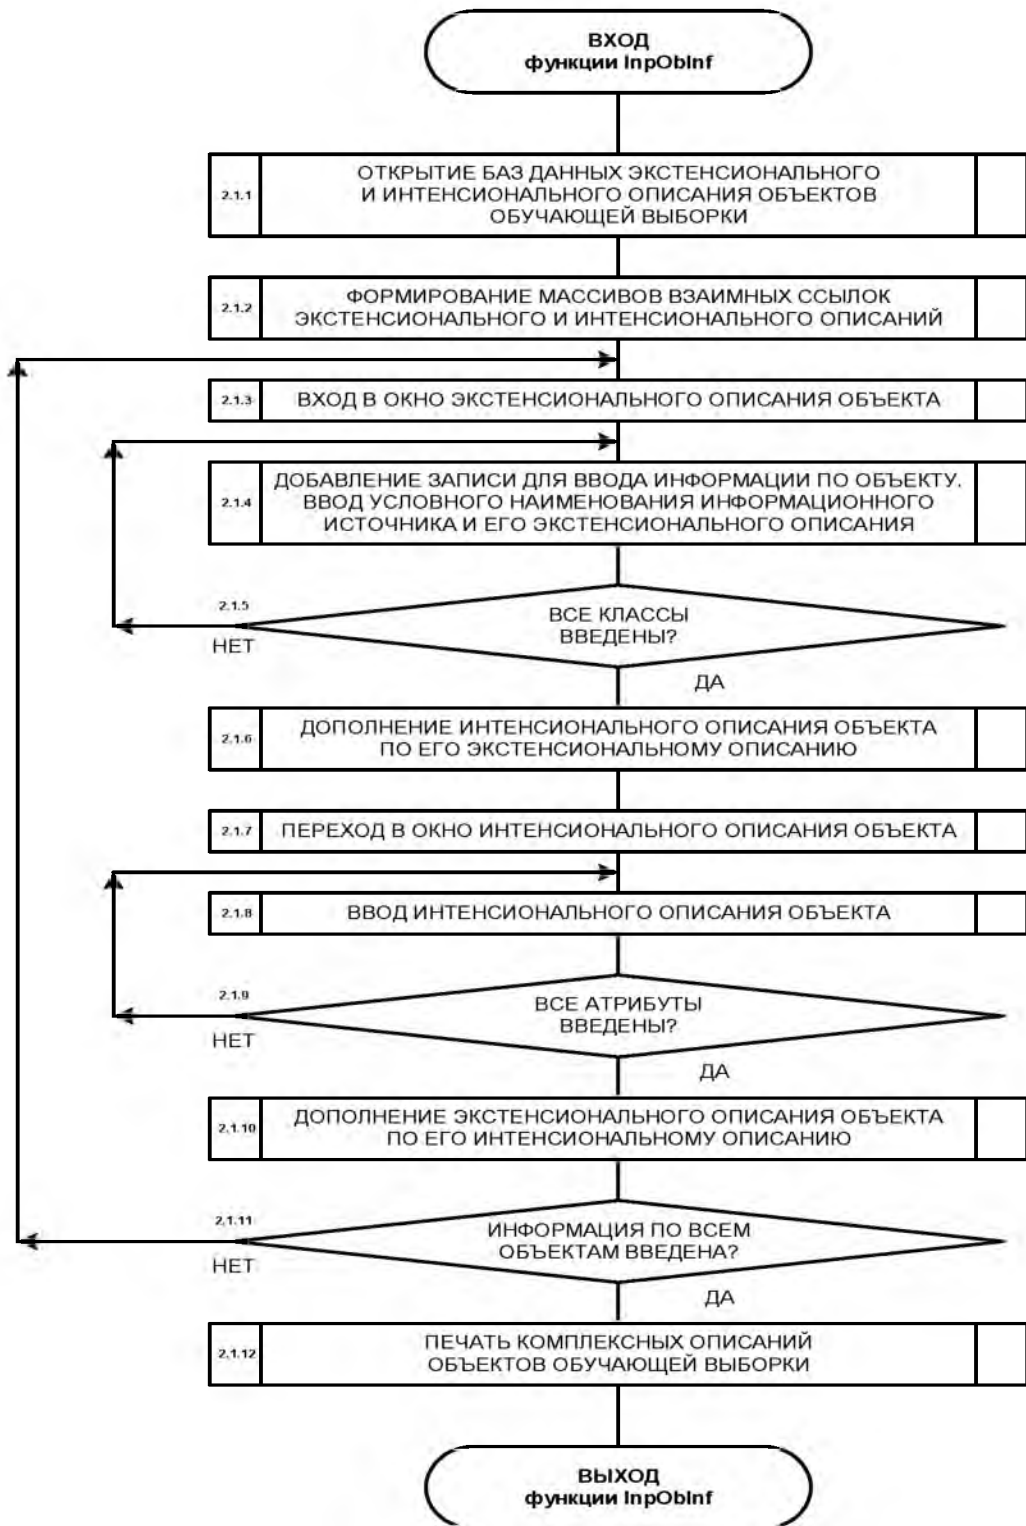 ВХОД
функции InpObInf
2.1.1
ОТКРЫТИЕ БАЗ ДАННЫХ ЭКСТЕНСИОНАЛЬНОГО
И ИНТЕНСИОНАЛЬНОГО ОПИСАНИЯ ОБЪЕКТОВ
ОБУЧАЮЩЕЙ ВЫБОРКИ
2.1.2
ФОРМИРОВАНИЕ МАССИВОВ ВЗАИМНЫХ ССЫЛОК
ЭКСТЕНСИОНАЛЬНОГО И ИНТЕНСИОНАЛЬНОГО ОПИСАНИЙ
2.1.3
ВХОД В ОКНО ЭКСТЕНСИОНАЛЬНОГО ОПИСАНИЯ ОБЪЕКТА
2.1.4
ДОБАВЛЕНИЕ ЗАПИСИ ДЛЯ ВВОДА ИНФОРМАЦИИ ПО ОБЪЕКТУ.
ВВОД УСЛОВНОГО НАИМЕНОВАНИЯ ИНФОРМАЦИОННОГО
ИСТОЧНИКА И ЕГО ЭКСТЕНСИОНАЛЬНОГО ОПИСАНИЯ
2.1.5
ВСЕ КЛАССЫ
ВВЕДЕНЫ?
НЕТ
ДА
2.1.6
ДОПОЛНЕНИЕ ИНТЕНСИОНАЛЬНОГО ОПИСАНИЯ ОБЪЕКТА
ПО ЕГО ЭКСТЕНСИОНАЛЬНОМУ ОПИСАНИЮ
2.1.7
ПЕРЕХОД В ОКНО ИНТЕНСИОНАЛЬНОГО ОПИСАНИЯ ОБЪЕКТА
2.1.8
ВВОД ИНТЕНСИОНАЛЬНОГО ОПИСАНИЯ ОБЪЕКТА
2.1.9
ВСЕ АТРИБУТЫ
ВВЕДЕНЫ?
НЕТ
ДА
2.1.10
ДОПОЛНЕНИЕ ЭКСТЕНСИОНАЛЬНОГО ОПИСАНИЯ ОБЪЕКТА
ПО ЕГО ИНТЕНСИОНАЛЬНОМУ ОПИСАНИЮ
2.1.11
ИНФОРМАЦИЯ ПО ВСЕМ
ОБЪЕКТАМ ВВЕДЕНА?
НЕТ
ДА
2.1.12
ПЕЧАТЬ КОМПЛЕКСНЫХ ОПИСАНИЙ
ОБЪЕКТОВ ОБУЧАЮЩЕЙ ВЫБОРКИ
ВЫХОД
функции InpObInf